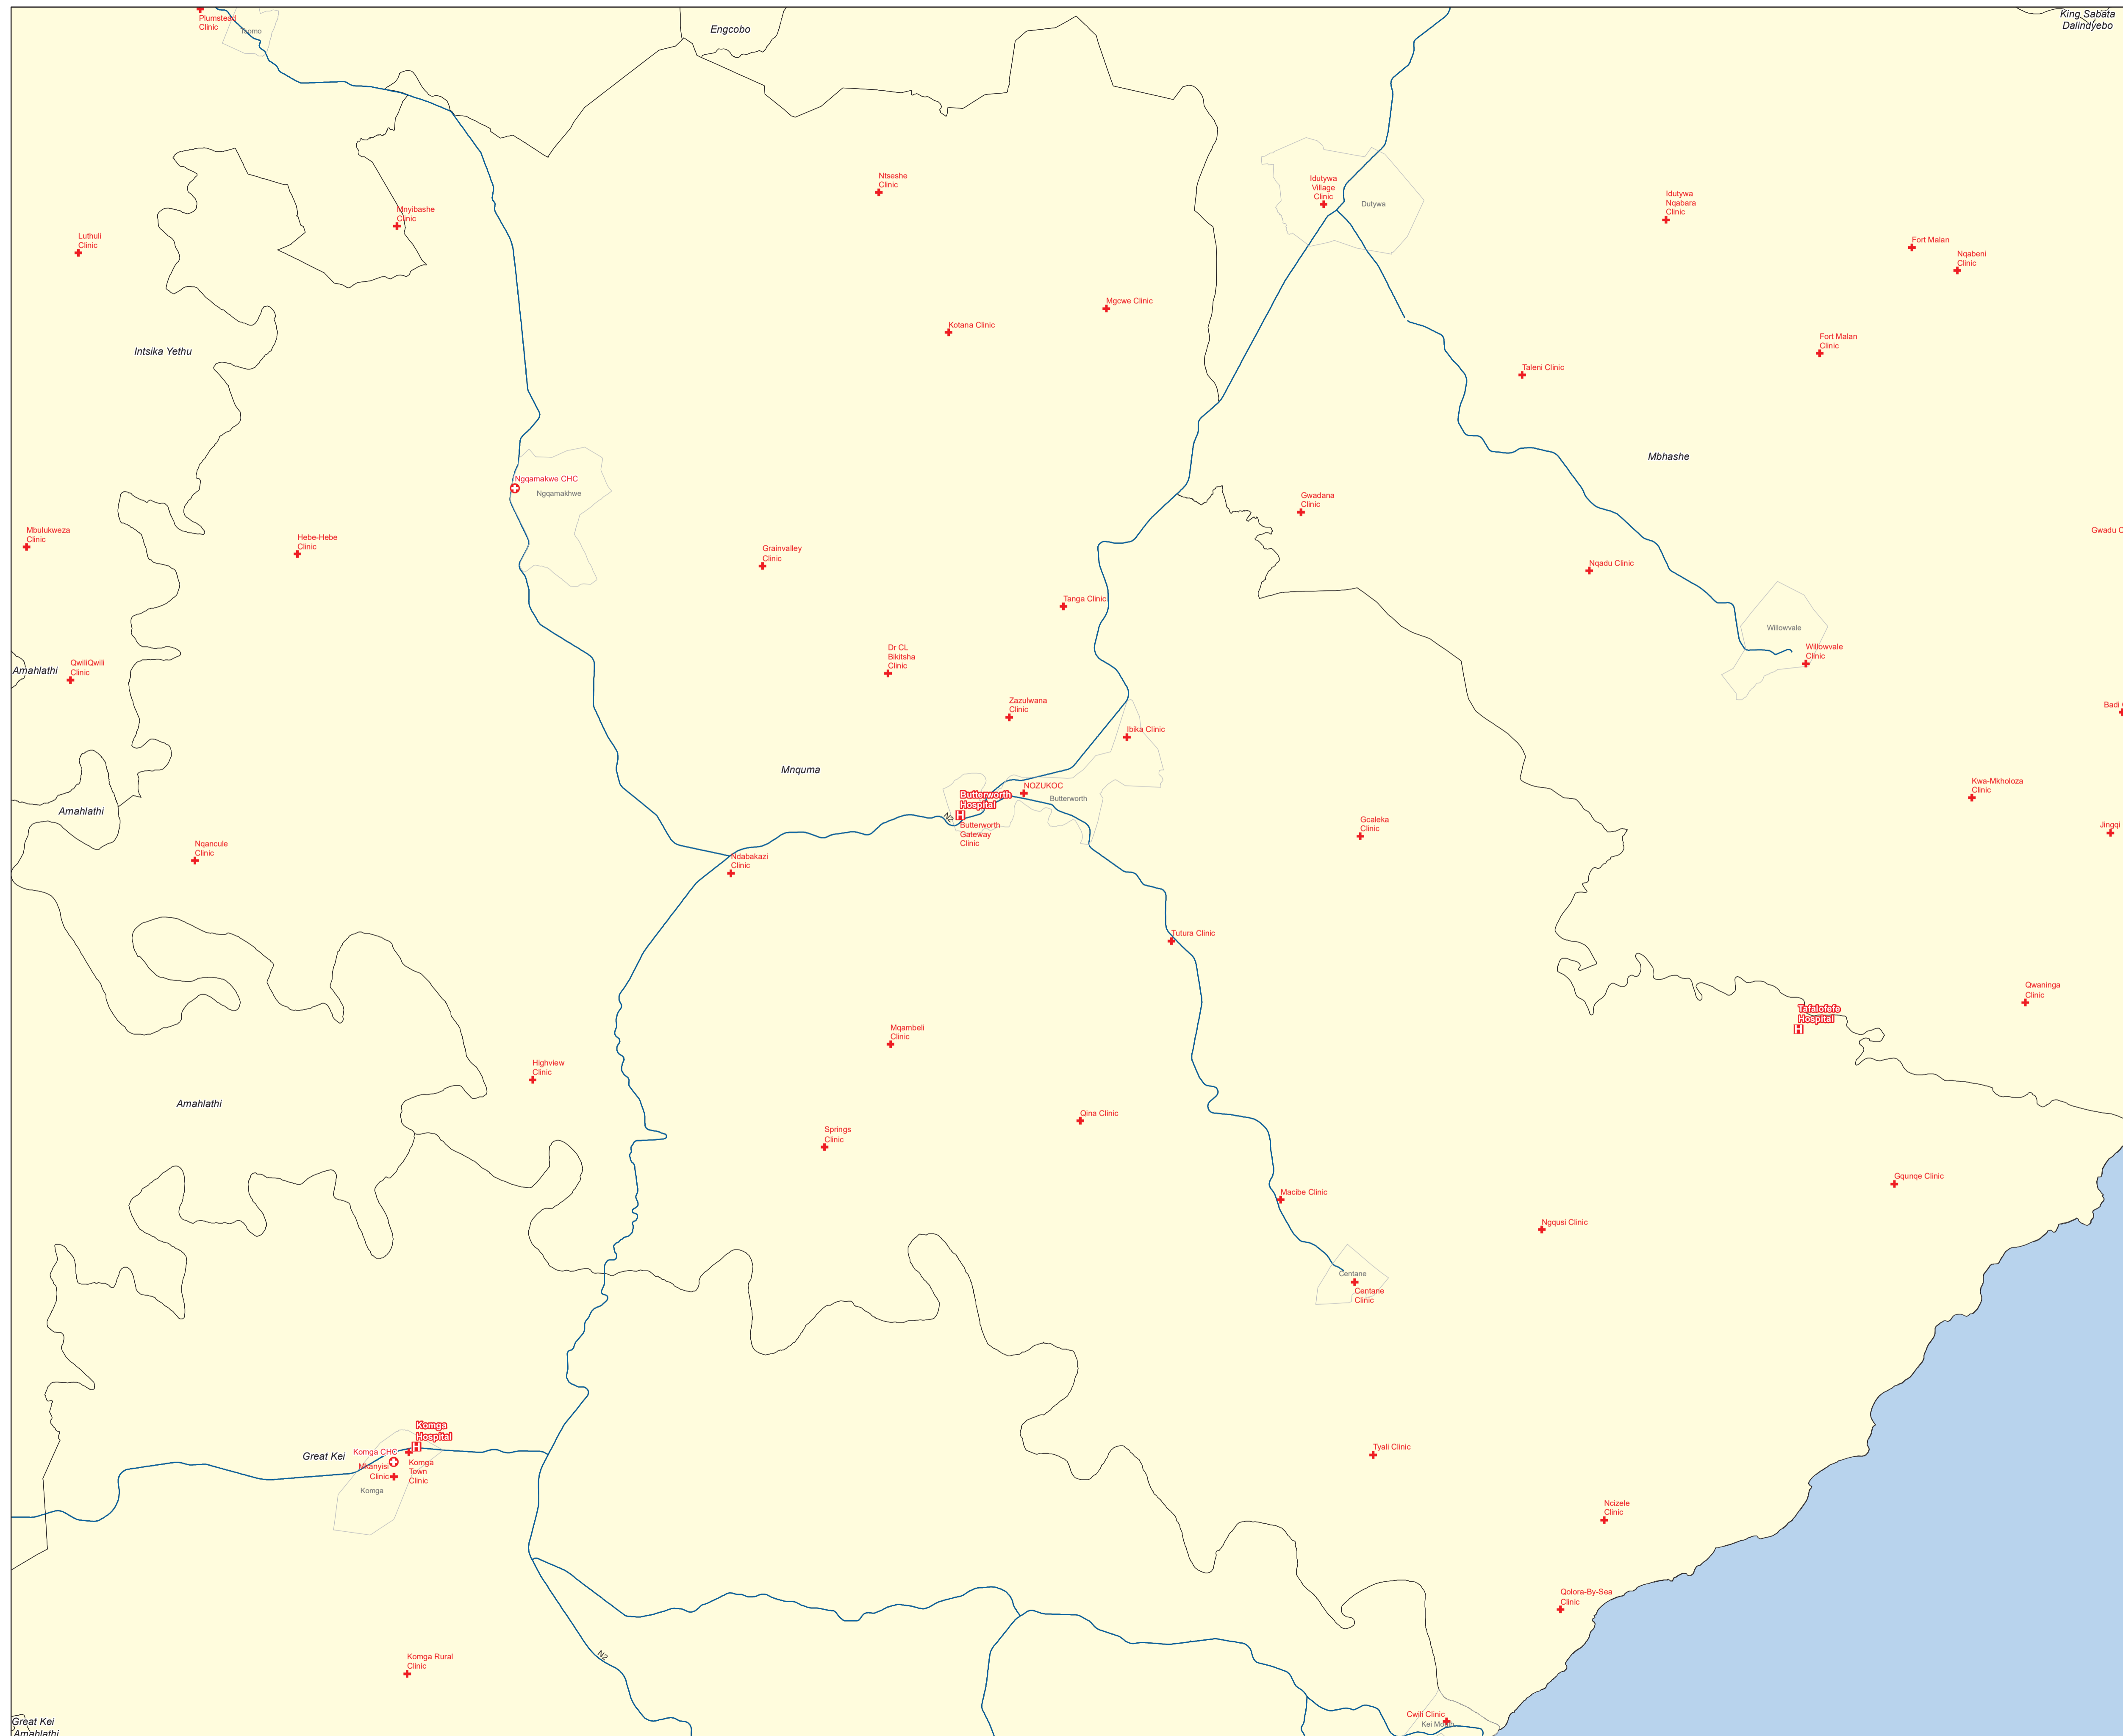 Plumstead
Clinic
Tsomo
Engcobo
King Sabata
Dalindyebo
Ntseshe
Clinic
Idutywa
Village
Clinic
Dutywa
Idutywa
Nqabara
Clinic
Mnyibashe
Clinic
Luthuli
Clinic
Fort Malan
Nqabeni
Clinic
Mgcwe Clinic
Kotana Clinic
Fort Malan
Clinic
Intsika Yethu
Taleni Clinic
Mbhashe
Ngqamakwe CHC
Ngqamakhwe
Gwadana
Clinic
Mbulukweza
Clinic
Hebe-Hebe
Clinic
Gwadu C
Grainvalley
Clinic
Nqadu Clinic
Tanga Clinic
Willowvale
Willowvale
Clinic
Dr CL
Bikitsha
Clinic
Amahlathi
QwiliQwili
Clinic
Zazulwana
Clinic
Badi
Ibika Clinic
Mnquma
Kwa-Mkholoza
Clinic
NOZUKOC
Butterworth
Butterworth
Hospital
N2
Butterworth
Gateway
Clinic
Amahlathi
Gcaleka
Clinic
Jingqi
Nqancule
Clinic
Ndabakazi
Clinic
Tutura Clinic
Qwaninga
Clinic
Tafalofefe
Hospital
Mqambeli
Clinic
Highview
Clinic
Amahlathi
Qina Clinic
Springs
Clinic
Gqunqe Clinic
Macibe Clinic
Ngqusi Clinic
Centane
Centane
Clinic
Komga
Hospital
Great Kei
Komga CHC
Mkanyisi
Clinic
Komga
Town
Clinic
Komga
Tyali Clinic
Ncizele
Clinic
Qolora-By-Sea
Clinic
N2
Komga Rural
Clinic
Cwili Clinic
Kei Mouth
Great Kei
Amahlathi